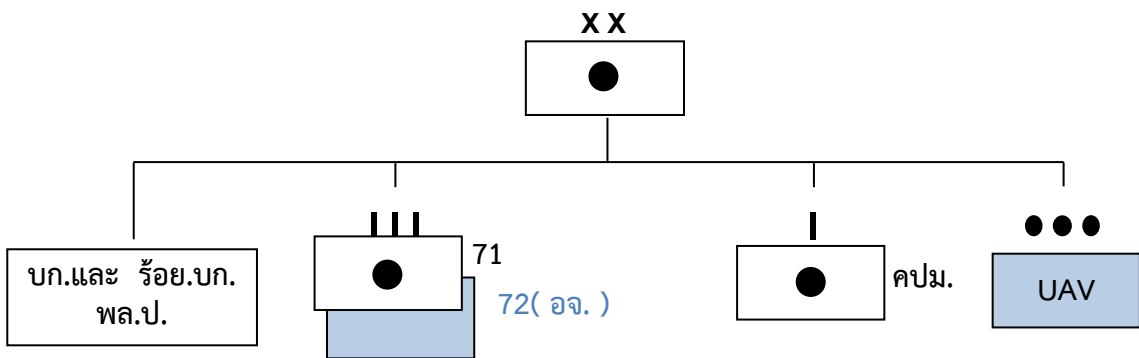 X X
บก.และ ร้อย.บก.
พล.ป.
I I I
71
72( อจ. )
I
คปม.
UAV